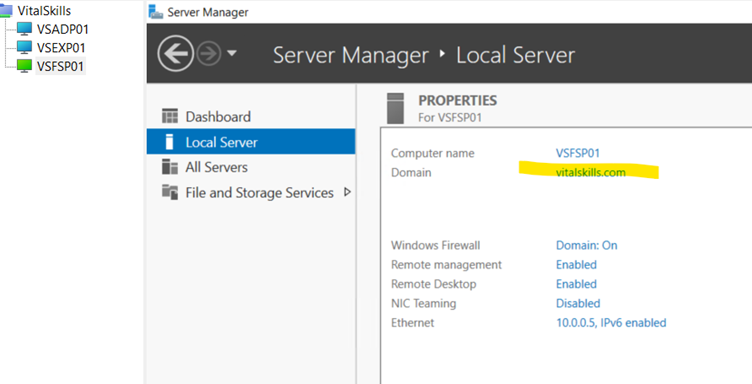 VitalSkills
VSADP01
VSEXP01
VSFSP01
Server Manager
Server Manager ‣ Local Server
Dashboard
Local Server
All Servers
File and Storage Services
PROPERTIES
For VSFSP01
Computer name VSFSP01
Domain vitalskills.com
Windows Firewall Domain: On
Remote management Enabled
Remote Desktop Enabled
NIC Teaming Disabled
Ethernet 10.0.0.5, IPv6 enabled